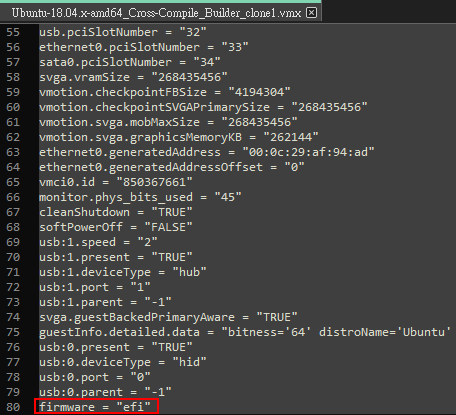 Ubuntu-18.04.x-amd64_Cross-Compile_Builder_clone1.vmx
55 usb.pciSlotNumber = "32"
56 ethernet0.pciSlotNumber = "33"
57 sata0.pciSlotNumber = "34"
58 svga.vramSize = "268435456"
59 vmotion.checkpointFBSize = "4194304"
60 vmotion.checkpointSVGAPrimarySize = "268435456"
61 vmotion.svga.mobMaxSize = "268435456"
62 vmotion.svga.graphicsMemoryKB = "262144"
63 ethernet0.generatedAddress = "00:0c:29:af:94:ad"
64 ethernet0.generatedAddressOffset = "0"
65 vmci0.id = "850367661"
66 monitor.phys_bits_used = "45"
67 cleanShutdown = "TRUE"
68 softPowerOff = "FALSE"
69 usb:1.speed = "2"
70 usb:1.present = "TRUE"
71 usb:1.deviceType = "hub"
72 usb:1.port = "1"
73 usb:1.parent = "-1"
74 svga.guestBackedPrimaryAware = "TRUE"
75 guestInfo.detailed.data = "bitness='64' distroName='Ubuntu'
76 usb:0.present = "TRUE"
77 usb:0.deviceType = "hid"
78 usb:0.port = "0"
79 usb:0.parent = "-1"
80 firmware = "efi"